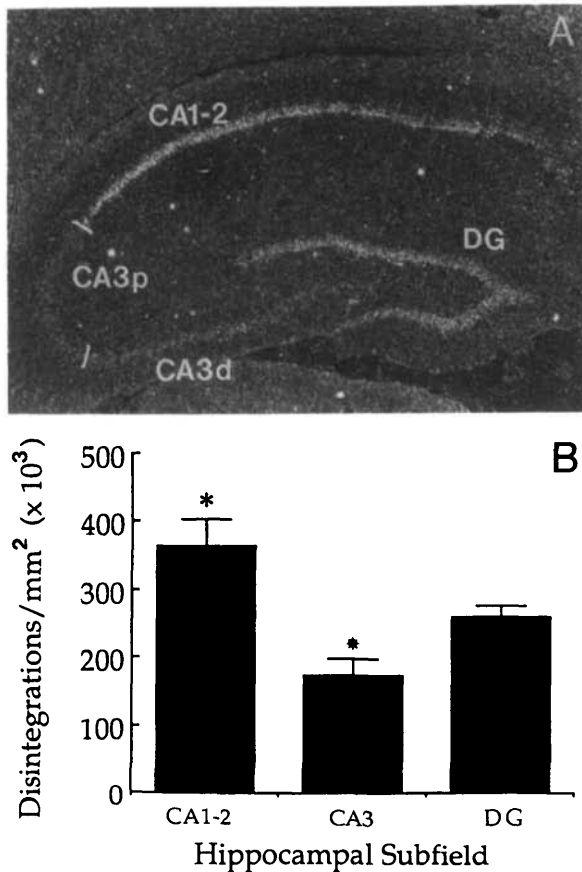 A
CA1-2
DG
CA3p
CA3d
B
Disintegrations/mm² (x 10³)
500
400
300
200
100
0
*
*
CA1-2
CA3
DG
Hippocampal Subfield